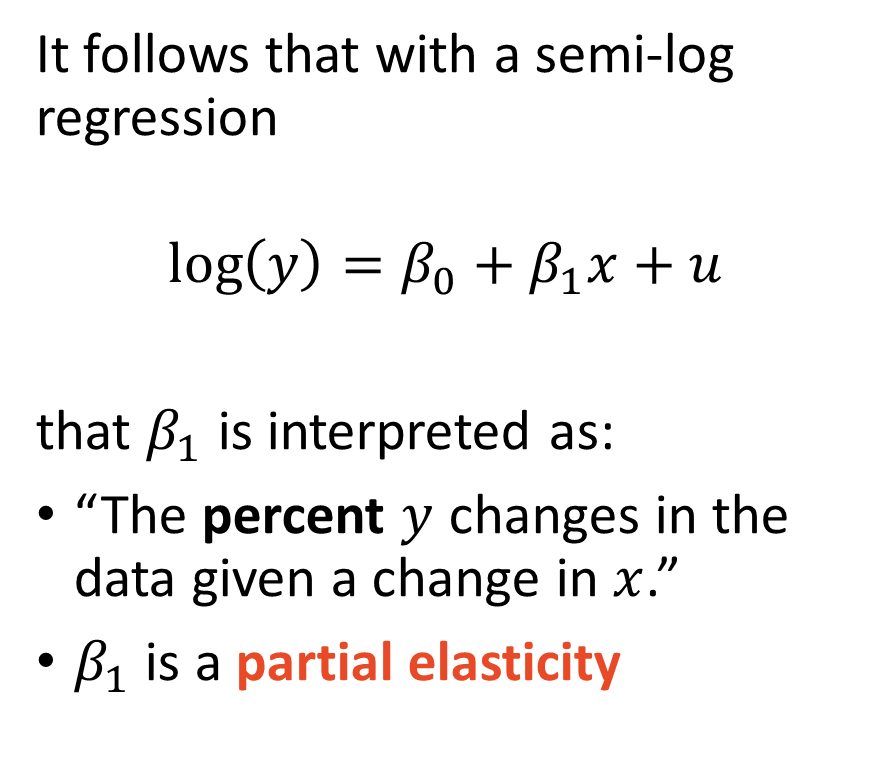 It follows that with a semi-log
regression
log(y) = β₀ + β₁x + u
that β₁ is interpreted as:
• “The percent y changes in the
data given a change in x.”
• β₁ is a partial elasticity